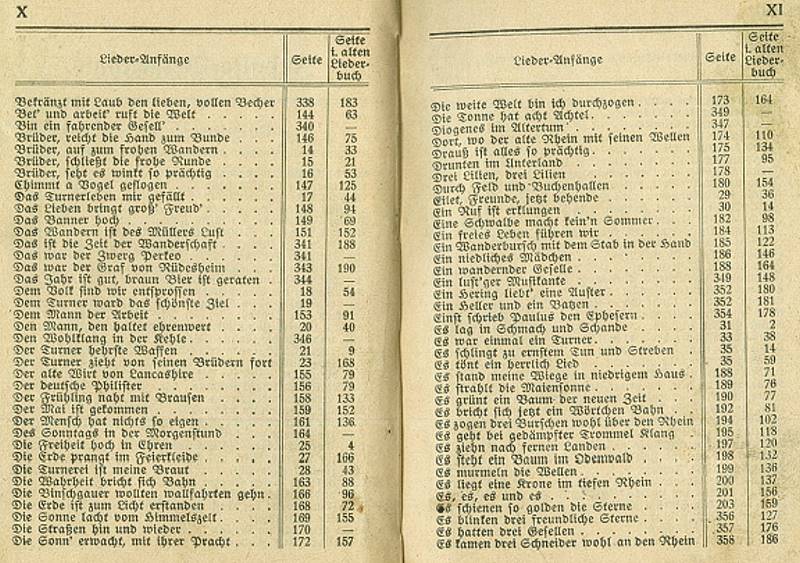 X
Lieder-Anfänge Seite Seite i. alten Lieder-buch
Bekränzt mit Laub den lieben, vollen Becher 338 183
Bet' und arbeit' ruft die Welt 144 63
Bin ein fahrender Gesell' 340 —
Brüder, reicht die Hand zum Bunde 146 75
Brüder, auf zum frohen Wandern 14 33
Brüder, schließt die frohe Runde 15 21
Brüder, seht es winkt so prächtig 16 53
Chimmt a Vogel geflogen 147 125
Das Turnerleben mir gefällt 17 44
Das Lieben bringt groß' Freud' 148 94
Das Banner hoch 149 69
Das Wandern ist des Müllers Lust 151 152
Das ist die Zeit der Wanderschaft 341 188
Das war der Zwerg Perkeo 341 —
Das war der Graf von Rüdesheim 343 190
Das Jahr ist gut, braun Bier ist geraten 344 —
Dem Volk sind wir entsprossen 18 54
Dem Turner ward das schönste Ziel 19 —
Dem Mann der Arbeit 153 91
Den Mann, den haltet ehrenwert 20 40
Den Wohlklang in der Kehle 346 —
Der Turner hehrste Waffen 21 9
Der Turner zieht von seinen Brüdern fort 23 168
Der alte Wirt von Lancashire 155 79
Der deutsche Philister 156 79
Der Frühling naht mit Brausen 158 133
Der Mai ist gekommen 159 152
Der Mensch hat nichts so eigen 161 136
Des Sonntags in der Morgenstund 164 —
Die Freiheit hoch in Ehren 25 4
Die Erde prangt im Feierkleide 27 166
Die Turnerei ist meine Braut 28 43
Die Wahrheit bricht sich Bahn 163 88
Die Binschgauer wollten wallfahrten gehn 166 96
Die Erde ist zum Licht erstanden 168 72
Die Sonne lacht vom Himmelszelt 169 155
Die Straßen hin und wieder 170 —
Die Sonn' erwacht, mit ihrer Pracht 172 157
XI
Lieder-Anfänge Seite Seite i. alten Lieder-buch
Die weite Welt bin ich durchzogen 173 164
Die Tonne hat acht Achtel 349 —
Diogenes im Altertum 347 —
Dort, wo der alte Rhein mit seinen Wellen 174 110
Drauß ist alles so prächtig 175 134
Drunten im Unterland 177 95
Drei Lilien, drei Lilien 178 —
Durch Feld und Buchenhallen 180 154
Eilet, Freunde, jetzt behende 29 36
Ein Ruf ist erklungen 30 14
Eine Schwalbe macht kein'n Sommer 182 98
Ein freies Leben führen wir 184 113
Ein Wanderbursch mit dem Stab in der Hand 185 122
Ein niedliches Mädchen 186 146
Ein wandernder Geselle 188 164
Ein lust'ger Musikante 349 148
Ein Hering liebt' eine Auster 352 180
Ein Heller und ein Batzen 352 181
Einst schrieb Paulus den Ephesern 354 178
Es lag in Schmach und Schande 31 2
Es war einmal ein Turner 33 38
Es schlingt zu ernstem Tun und Streben 35 14
Es tönt ein herrlich Lied 35 59
Es stand meine Wiege in niedrigem Haus 188 71
Es strahlt die Maiensonne 189 76
Es grünt ein Baum der neuen Zeit 190 77
Es bricht sich jetzt ein Wörtchen Bahn 192 81
Es zogen drei Burschen wohl über den Rhein 194 102
Es geht bei gedämpfter Trommel Klang 195 118
Es ziehn nach fernen Landen 197 120
Es steht ein Baum im Odenwald 198 132
Es murmeln die Wellen 199 136
Es liegt eine Krone im tiefen Rhein 200 137
Es, es, es und es 201 156
Es schienen so golden die Sterne 203 159
Es blinken drei freundliche Sterne 356 127
Es hatten drei Gesellen 357 176
Es kamen drei Schneider wohl an den Rhein 358 186